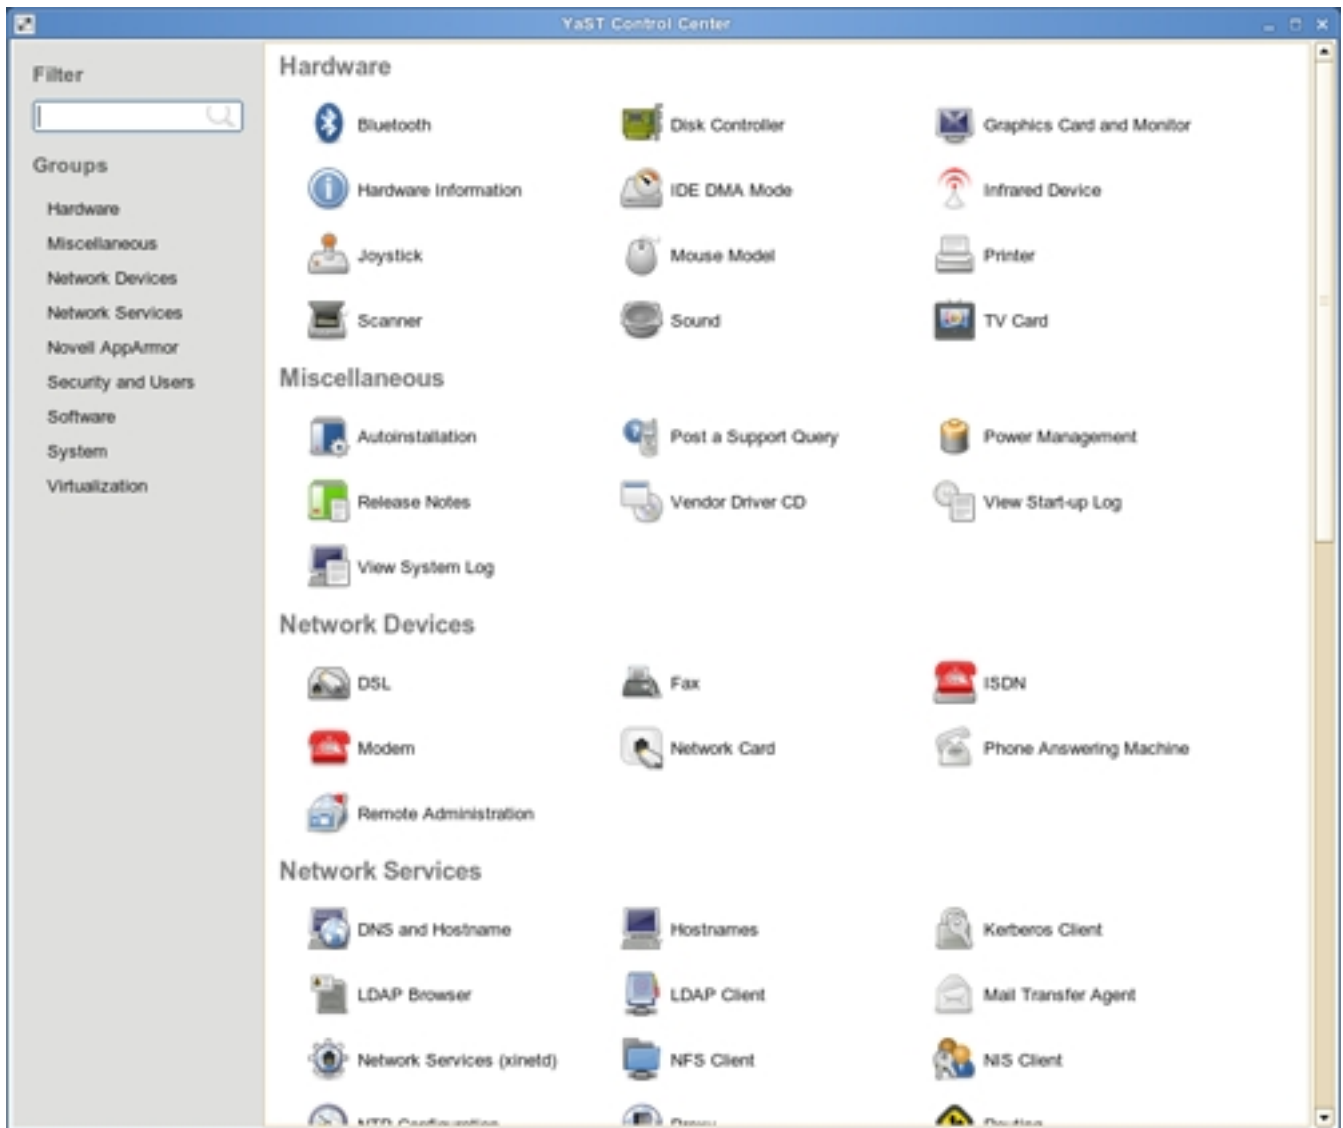 YaST Control Center
Filter
Groups
Hardware
Miscellaneous
Network Devices
Network Services
Novell AppArmor
Security and Users
Software
System
Virtualization
Hardware
Bluetooth
Disk Controller
Graphics Card and Monitor
Hardware Information
IDE DMA Mode
Infrared Device
Joystick
Mouse Model
Printer
Scanner
Sound
TV Card
Miscellaneous
Autoinstallation
Post a Support Query
Power Management
Release Notes
Vendor Driver CD
View Start-up Log
View System Log
Network Devices
DSL
Fax
ISDN
Modem
Network Card
Phone Answering Machine
Remote Administration
Network Services
DNS and Hostname
Hostnames
Kerberos Client
LDAP Browser
LDAP Client
Mail Transfer Agent
Network Services (xinetd)
NFS Client
NIS Client
NTP Configuration
Proxy
Routing